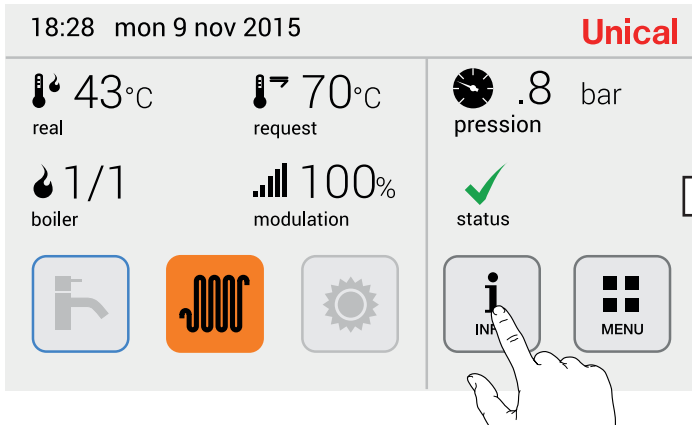 18:28 mon 9 nov 2015
Unical
43°C
real
70°C
request
.8 bar
pression
1/1
boiler
100%
modulation
status
MENU